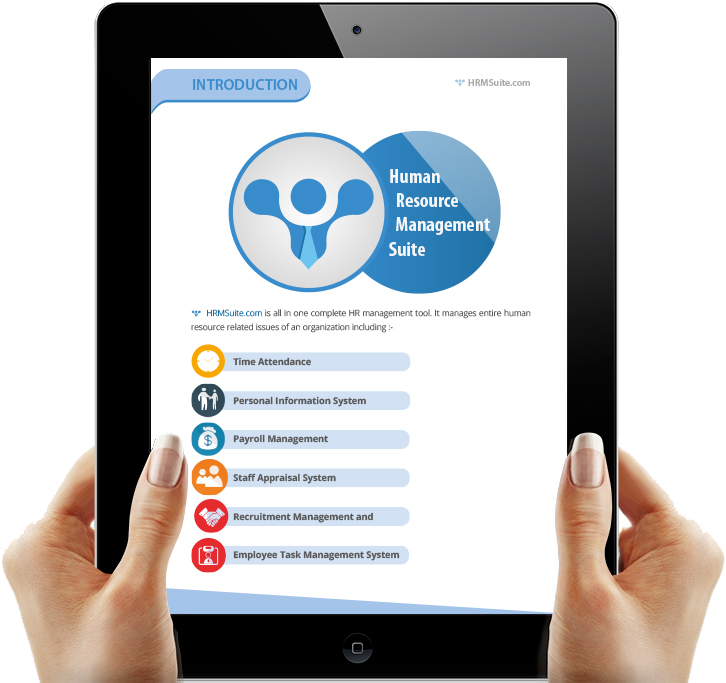 INTRODUCTION
HRMSuite.com
Human
Resource
Management
Suite
HRMSuite.com is all in one complete HR management tool. It manages entire human
resource related issues of an organization including :-
Time Attendance
Personal Information System
Payroll Management
Staff Appraisal System
Recruitment Management and
Employee Task Management System